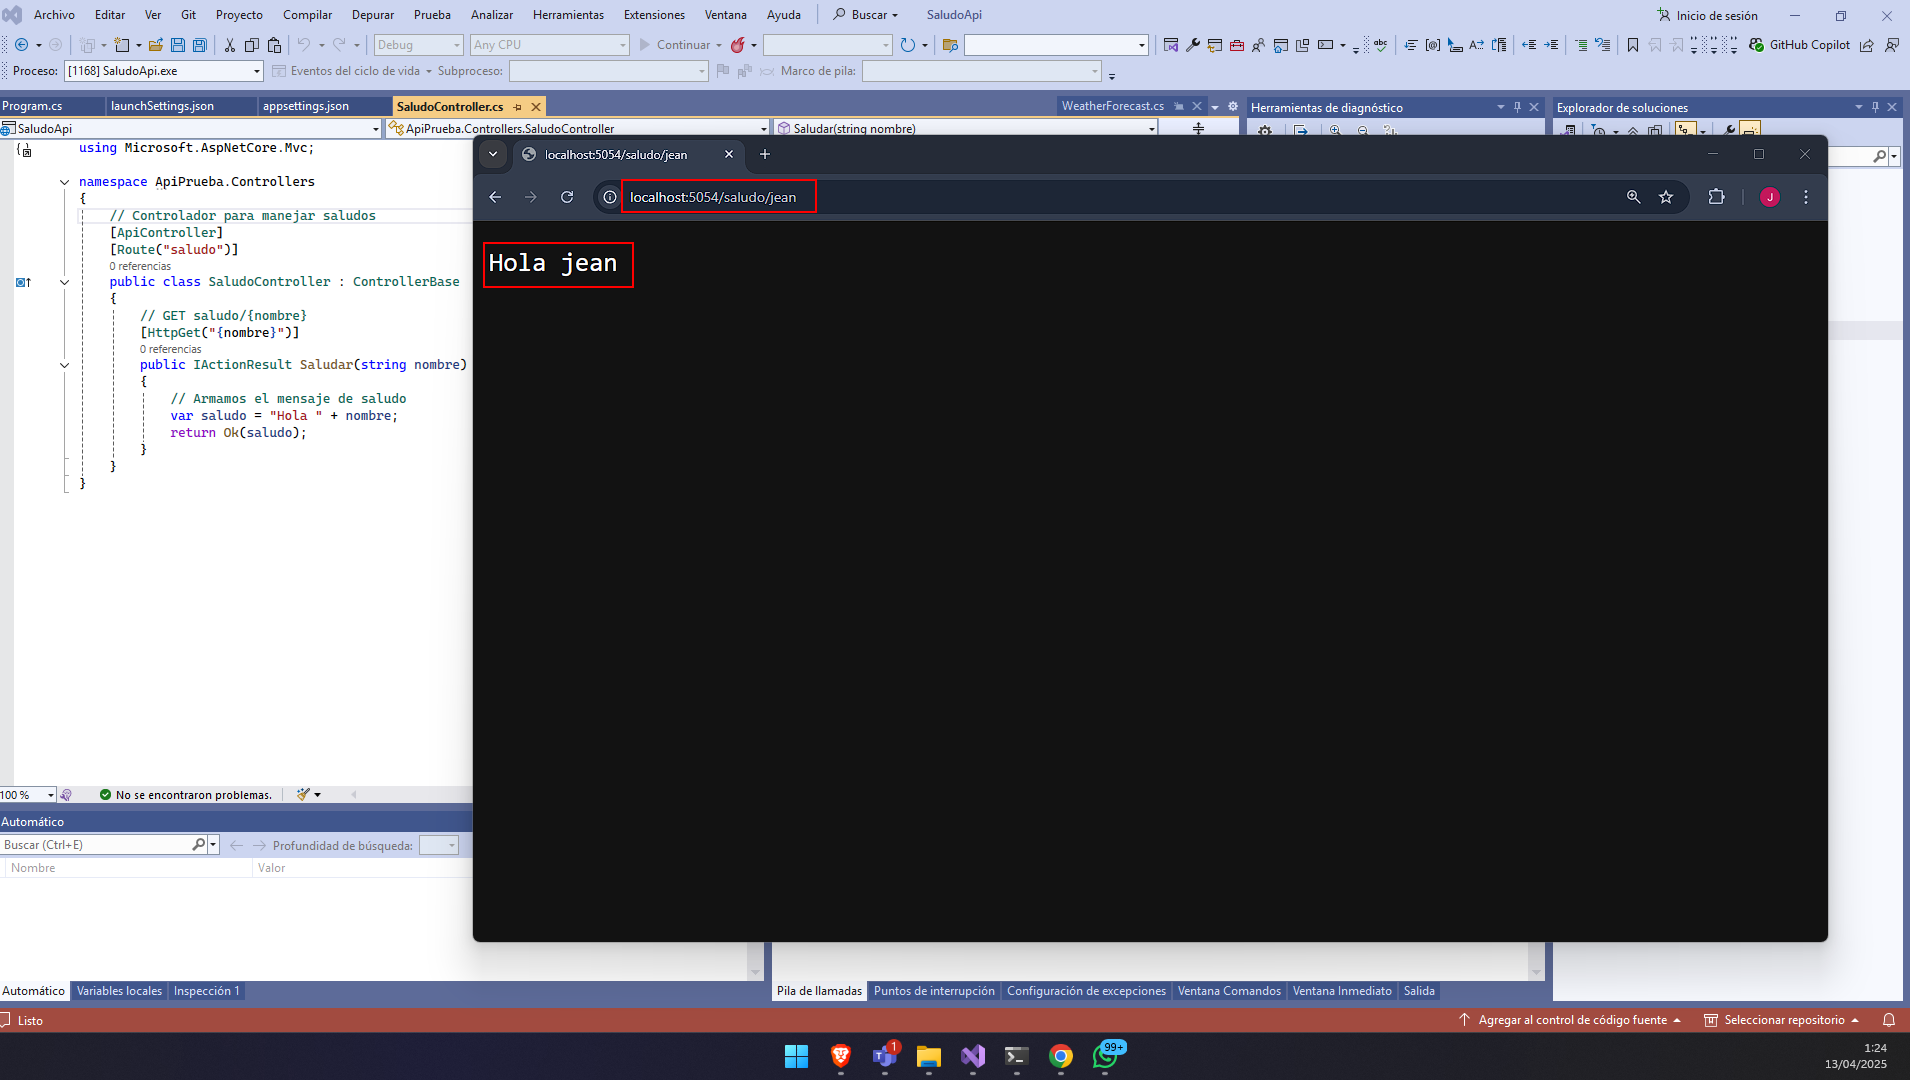 Archivo Editar Ver Git Proyecto Compilar Depurar Prueba Analizar Herramientas Extensiones Ventana Ayuda Buscar SaludoApi Inicio de sesión
Debug Any CPU Continuar GitHub Copilot
Proceso: [1168] SaludoApi.exe Eventos del ciclo de vida Subproceso: Marco de pila:
Program.cs launchSettings.json appsettings.json SaludoController.cs WeatherForecast.cs Herramientas de diagnóstico Explorador de soluciones
SaludoApi ApiPrueba.Controllers.SaludoController Saludar(string nombre)
using Microsoft.AspNetCore.Mvc;
namespace ApiPrueba.Controllers
{
// Controlador para manejar saludos
[ApiController]
[Route("saludo")]
0 referencias
public class SaludoController : ControllerBase
{
// GET saludo/{nombre}
[HttpGet("{nombre}")]
0 referencias
public IActionResult Saludar(string nombre)
{
// Armamos el mensaje de saludo
var saludo = "Hola " + nombre;
return Ok(saludo);
}
}
}
localhost:5054/saludo/jean
localhost:5054/saludo/jean J
Hola jean
100 % No se encontraron problemas.
Automático
Buscar (Ctrl+E) Profundidad de búsqueda:
Nombre Valor
Automático Variables locales Inspección 1 Pila de llamadas Puntos de interrupción Configuración de excepciones Ventana Comandos Ventana Inmediato Salida
Listo Agregar al control de código fuente Seleccionar repositorio
1 99+
1:24
13/04/2025